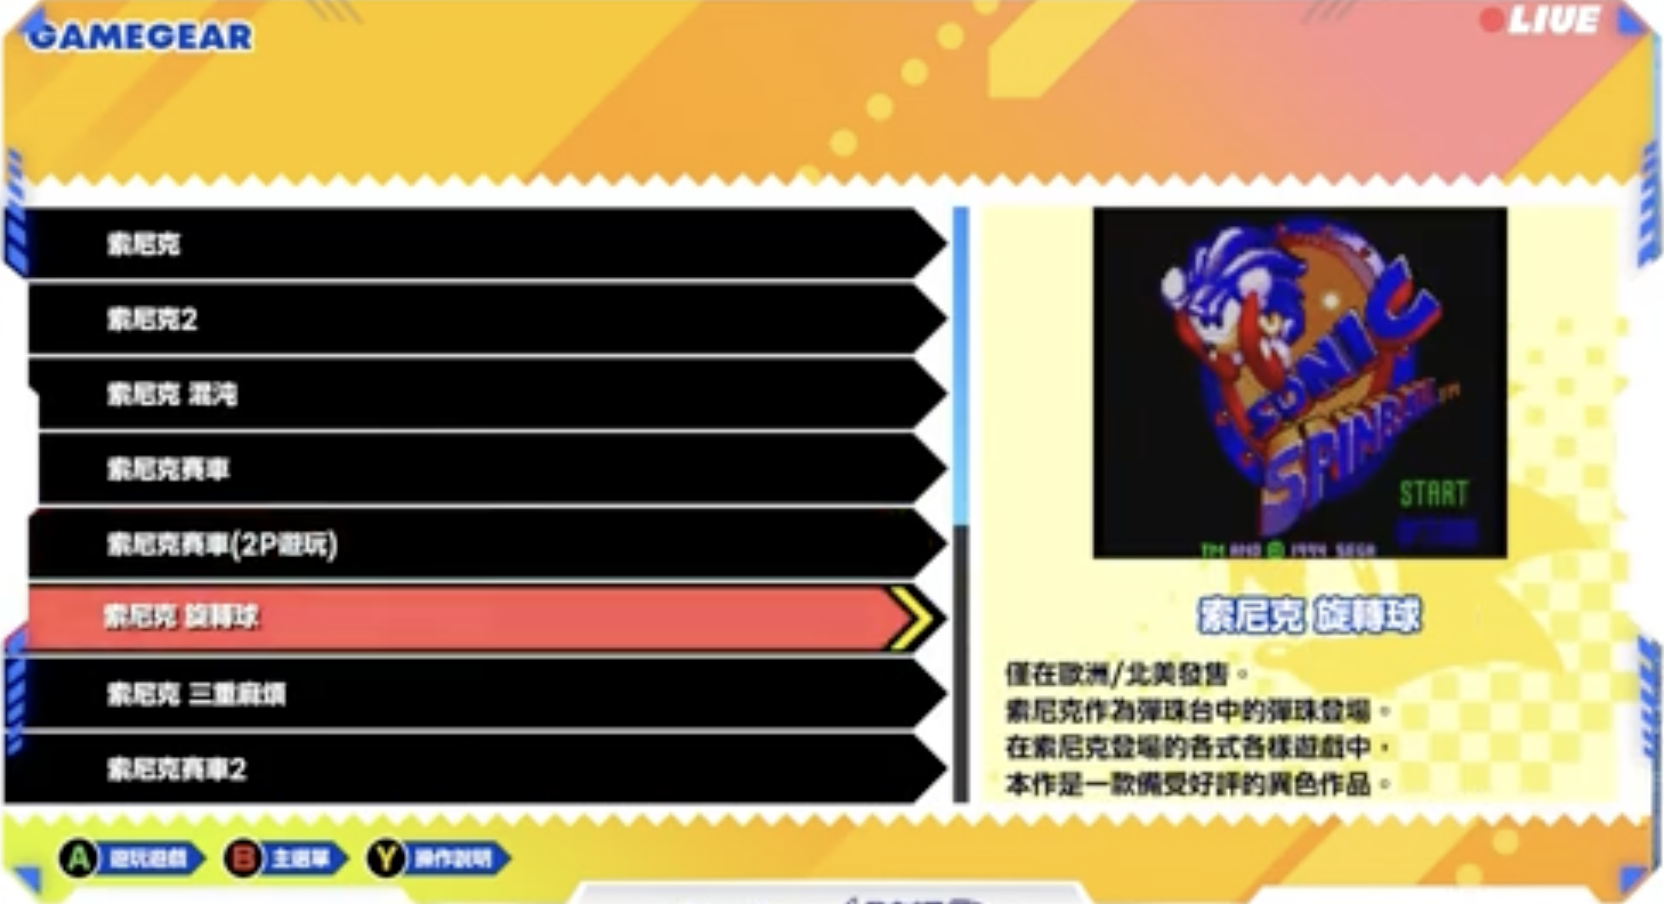 GAMEGEAR
LIVE
索尼克
索尼克2
索尼克 混沌
索尼克賽車
索尼克賽車(2P遊玩)
索尼克 旋轉球
索尼克 三重麻煩
索尼克賽車2
SONIC
SPINBALL TM
START
TM AND © 1994 SEGA
索尼克 旋轉球
僅在歐洲/北美發售。
索尼克作為彈珠台中的彈珠登場。
在索尼克登場的各式各樣遊戲中，
本作是一款備受好評的異色作品。
A 遊玩遊戲 B 主選單 Y 操作說明